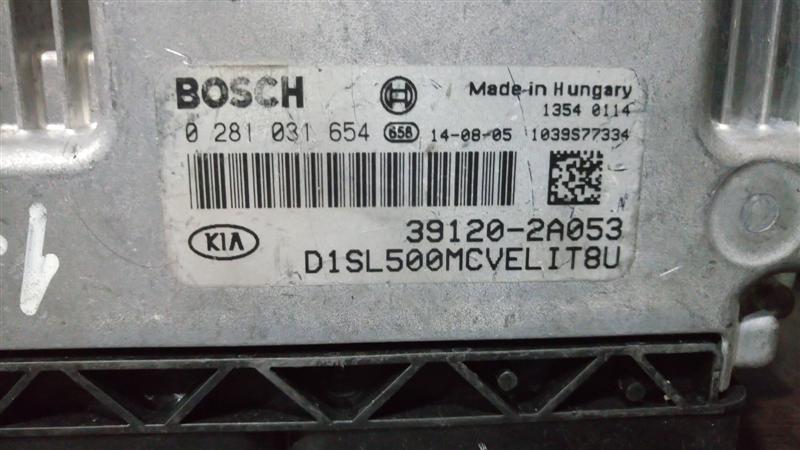 BOSCH Made in Hungary
1354 0114
0 281 031 654 658 14-08-05 1039S77334
KIA 39120-2A053
D1SL500MCVELIT8U